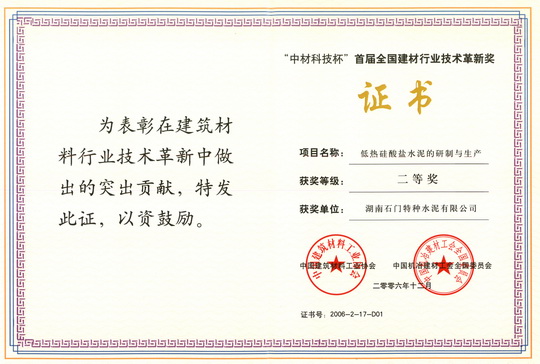 为表彰在建筑材
料行业技术革新中做
出的突出贡献，特发
此证，以资鼓励。
“中材科技杯”首届全国建材行业技术革新奖
证书
项目名称：低热硅酸盐水泥的研制与生产
获奖等级：二等奖
获奖单位：湖南石门特种水泥有限公司
中国建筑材料工业协会 中国机冶建材工会全国委员会
二零零六年十二月
证书号：2006-2-17-001